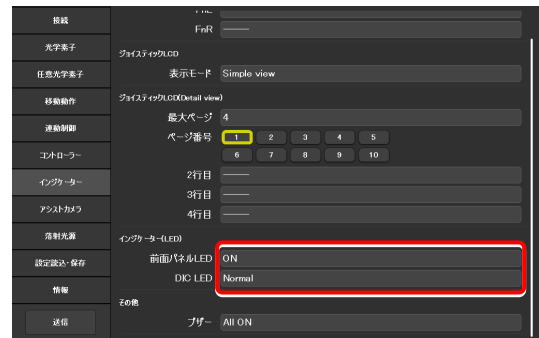 接続
光学素子
任意光学素子
移動動作
連動制御
コントローラー
インジケーター
アシストカメラ
落射光源
設定読込・保存
情報
送信
FnR ――
ジョイスティックLCD
表示モード Simple view
ジョイスティックLCD(Detail view)
最大ページ 4
ページ番号 1 2 3 4 5
6 7 8 9 10
2行目 ――
3行目 ――
4行目 ――
インジケーター(LED)
前面パネルLED ON
DIC LED Normal
その他
ブザー All ON